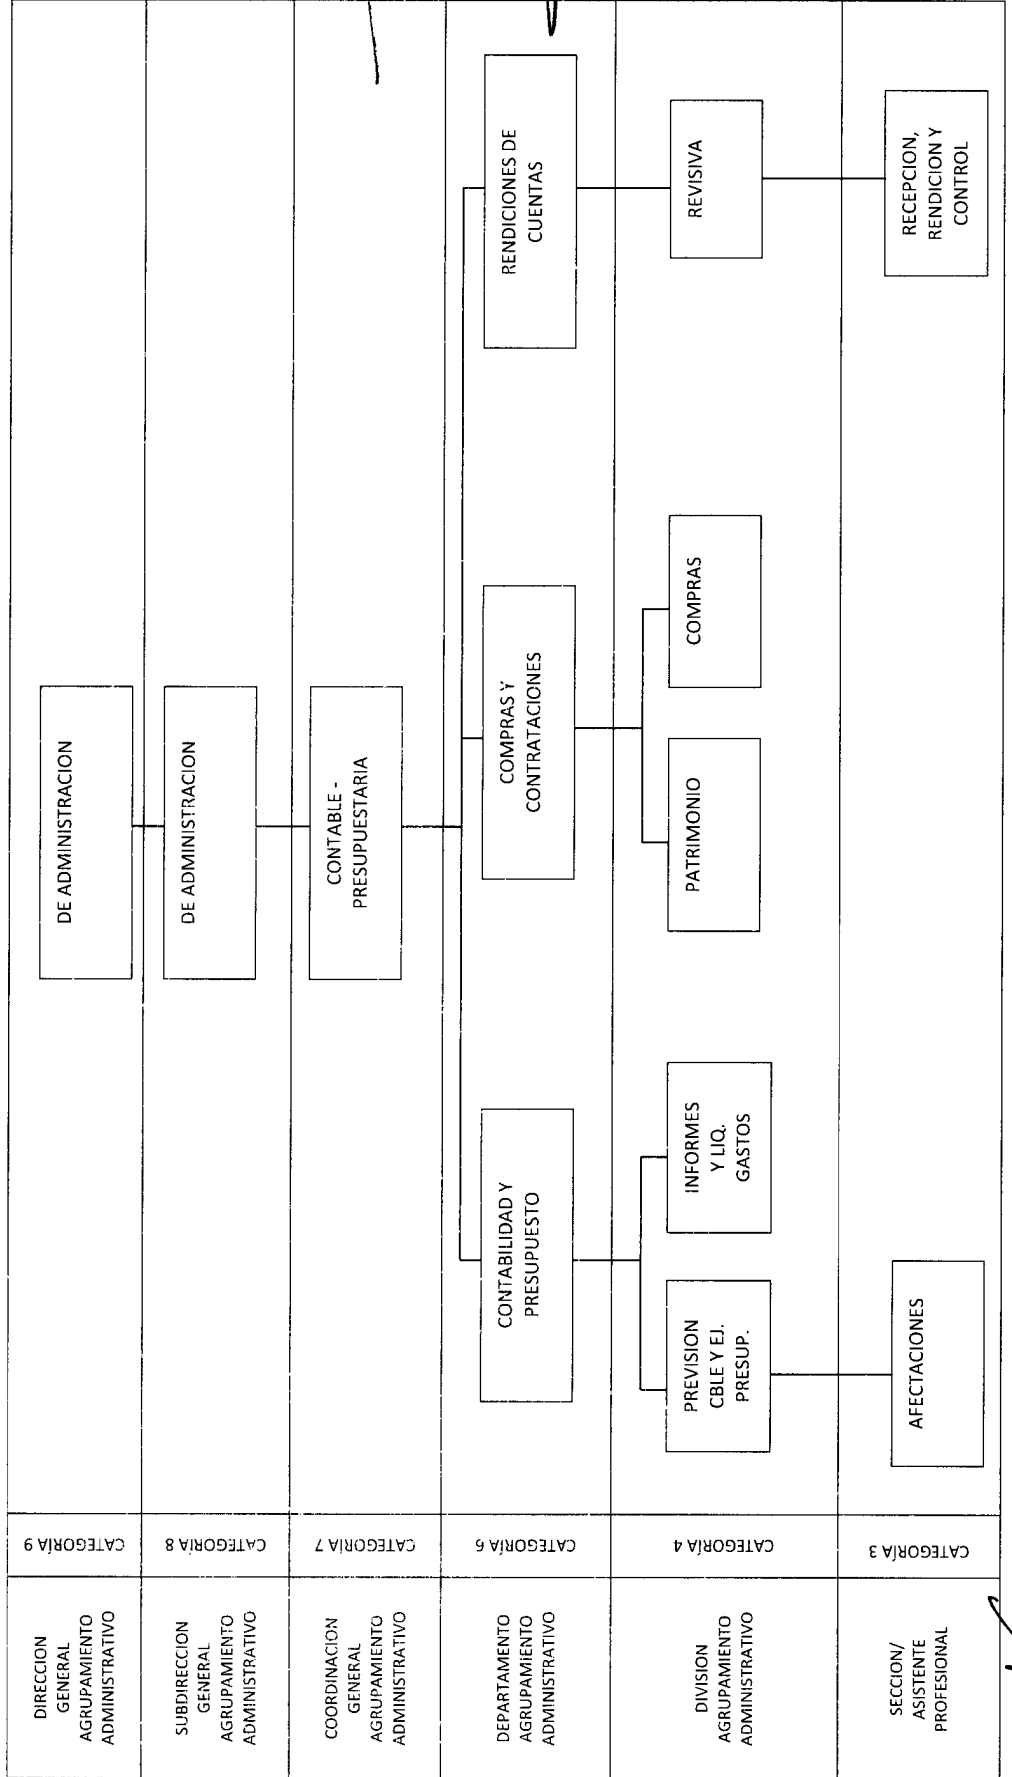 DIRECCION
GENERAL
AGRUPAMIENTO
ADMINISTRATIVO
CATEGORÍA 9
DE ADMINISTRACION
SUBDIRECCION
GENERAL
AGRUPAMIENTO
ADMINISTRATIVO
CATEGORÍA 8
DE ADMINISTRACION
COORDINACION
GENERAL
AGRUPAMIENTO
ADMINISTRATIVO
CATEGORÍA 7
CONTABLE -
PRESUPUESTARIA
DEPARTAMENTO
AGRUPAMIENTO
ADMINISTRATIVO
CATEGORÍA 6
CONTABILIDAD Y
PRESUPUESTO
COMPRAS Y
CONTRATACIONES
RENDICIONES DE
CUENTAS
DIVISION
AGRUPAMIENTO
ADMINISTRATIVO
CATEGORÍA 4
PREVISION
CBLE Y EJ.
PRESUP.
INFORMES
Y LIQ.
GASTOS
PATRIMONIO
COMPRAS
REVISIVA
SECCION/
ASISTENTE
PROFESIONAL
CATEGORÍA 3
AFECTACIONES
RECEPCION,
RENDICION Y
CONTROL